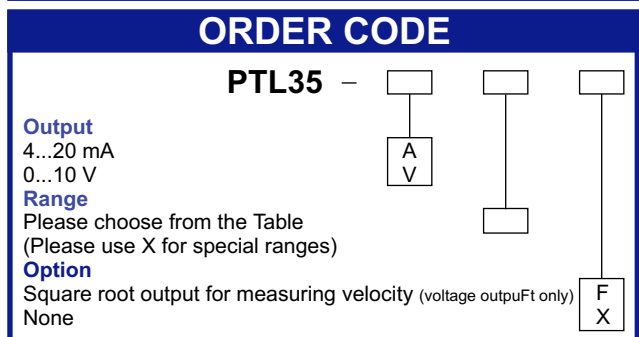 ORDER CODE
PTL35 –
Output
4...20 mA A
0...10 V V
Range
Please choose from the Table
(Please use X for special ranges)
Option
Square root output for measuring velocity (voltage outpuFt only) F
None X